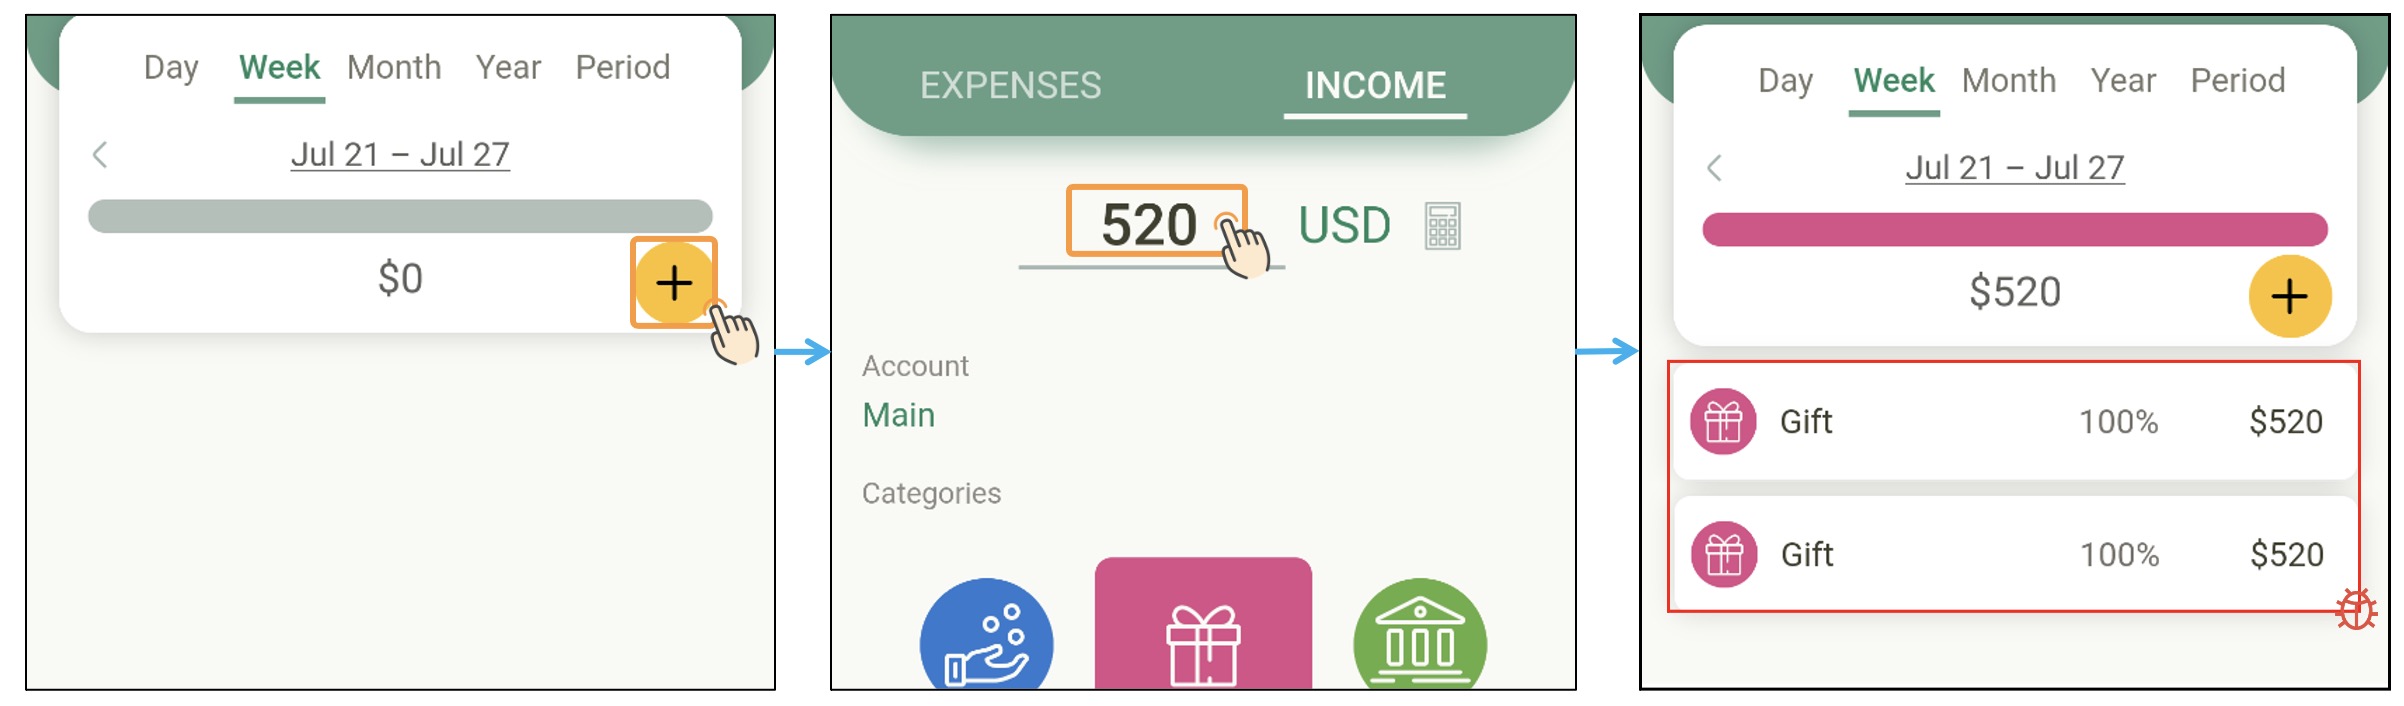 Day Week Month Year Period
Jul 21 – Jul 27
$0
EXPENSES INCOME
520 USD
Account
Main
Categories
Day Week Month Year Period
Jul 21 – Jul 27
$520
Gift 100% $520
Gift 100% $520